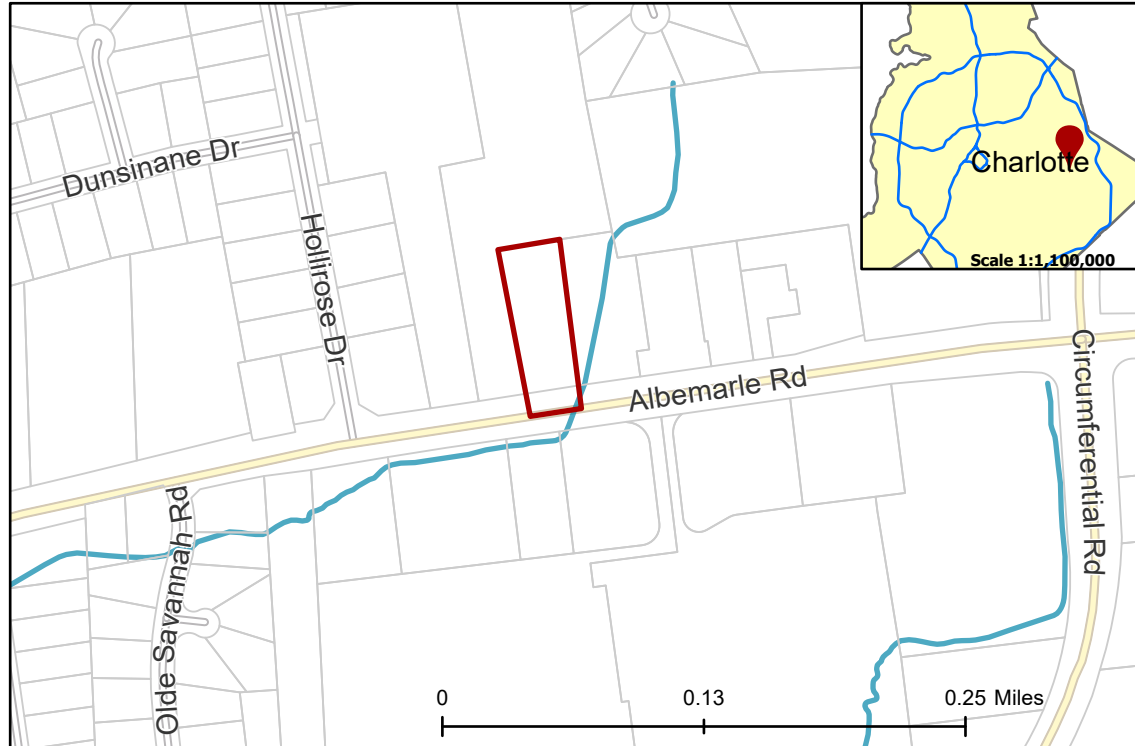 Dunsinane Dr
Hollirose Dr
Charlotte
Scale 1:1,100,000
Albemarle Rd
Circumferential Rd
Olde Savannah Rd
0 0.13 0.25 Miles